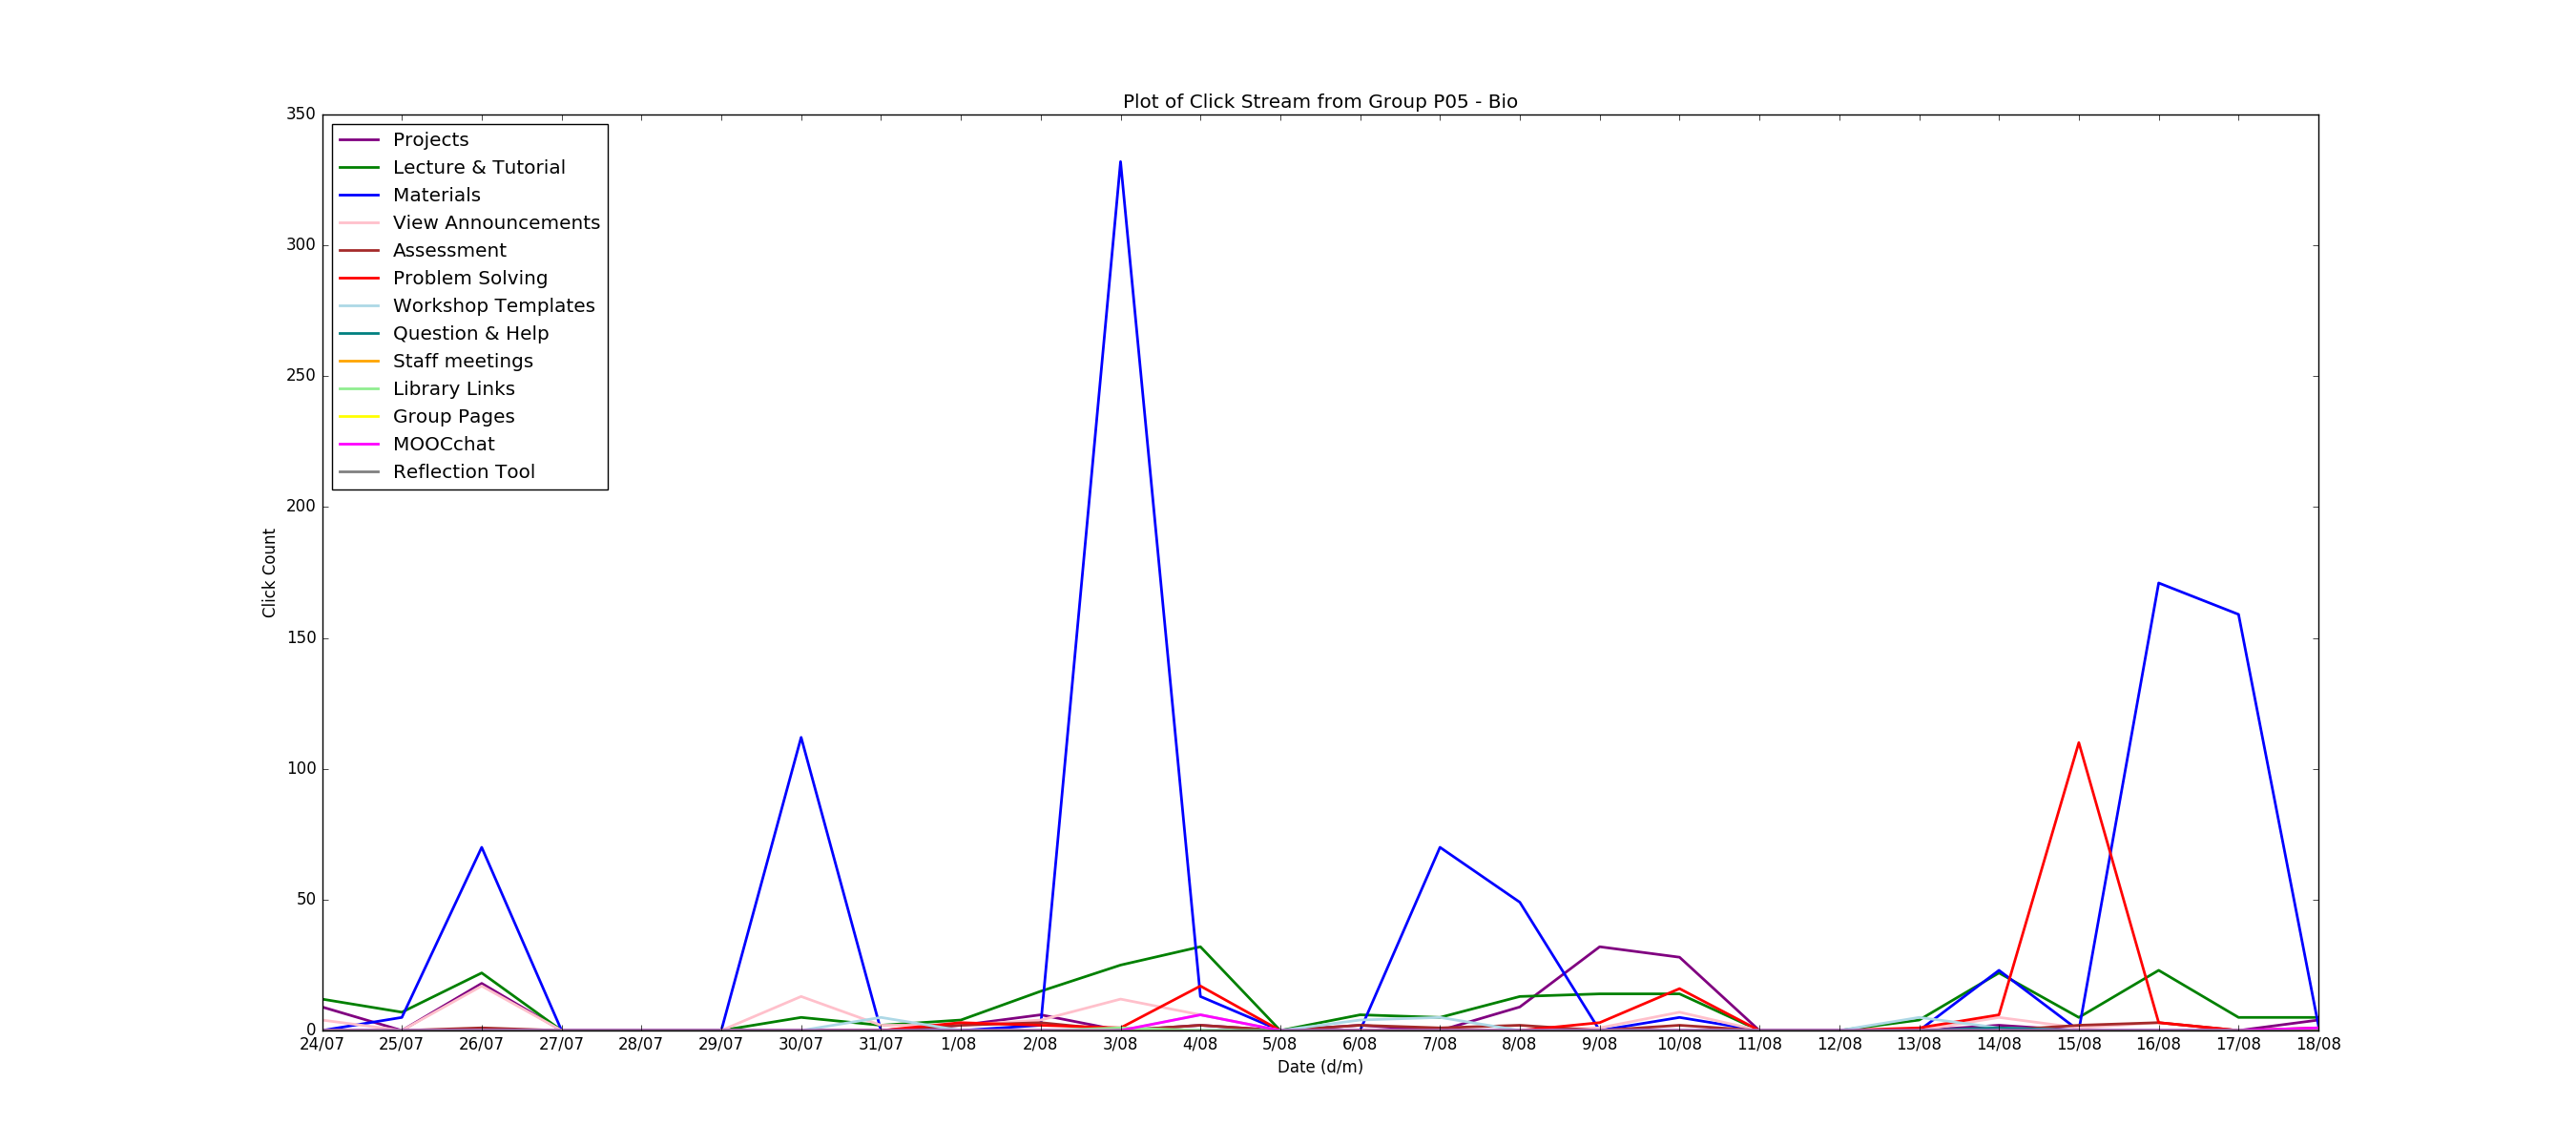 Plot of Click Stream from Group P05 - Bio
350
300
250
200
150
100
50
0
Click Count
Projects
Lecture & Tutorial
Materials
View Announcements
Assessment
Problem Solving
Workshop Templates
Question & Help
Staff meetings
Library Links
Group Pages
MOOCchat
Reflection Tool
24/07 25/07 26/07 27/07 28/07 29/07 30/07 31/07 1/08 2/08 3/08 4/08 5/08 6/08 7/08 8/08 9/08 10/08 11/08 12/08 13/08 14/08 15/08 16/08 17/08 18/08
Date (d/m)